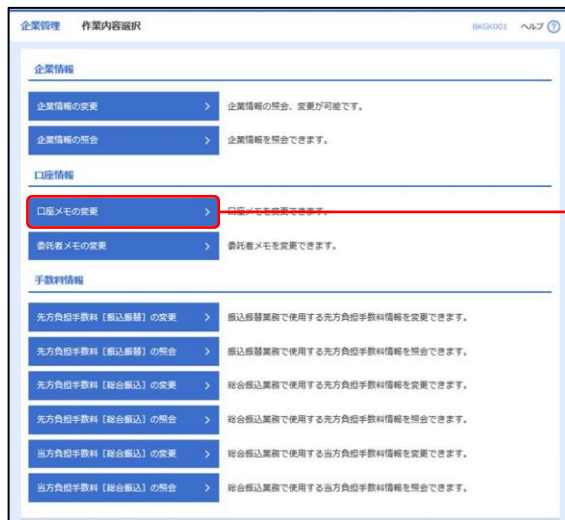 企業管理 作業内容選択 BKGK001 ヘルプ ?
企業情報
企業情報の変更 > 企業情報の照会、変更が可能です。
企業情報の照会 > 企業情報を照会できます。
口座情報
口座メモの変更 > 口座メモを変更できます。
委託者メモの変更 > 委託者メモを変更できます。
手数料情報
先方負担手数料［振込振替］の変更 > 振込振替業務で使用する先方負担手数料情報を変更できます。
先方負担手数料［振込振替］の照会 > 振込振替業務で使用する先方負担手数料情報を照会できます。
先方負担手数料［総合振込］の変更 > 総合振込業務で使用する先方負担手数料情報を変更できます。
先方負担手数料［総合振込］の照会 > 総合振込業務で使用する先方負担手数料情報を照会できます。
当方負担手数料［総合振込］の変更 > 総合振込業務で使用する当方負担手数料情報を変更できます。
当方負担手数料［総合振込］の照会 > 総合振込業務で使用する当方負担手数料情報を照会できます。